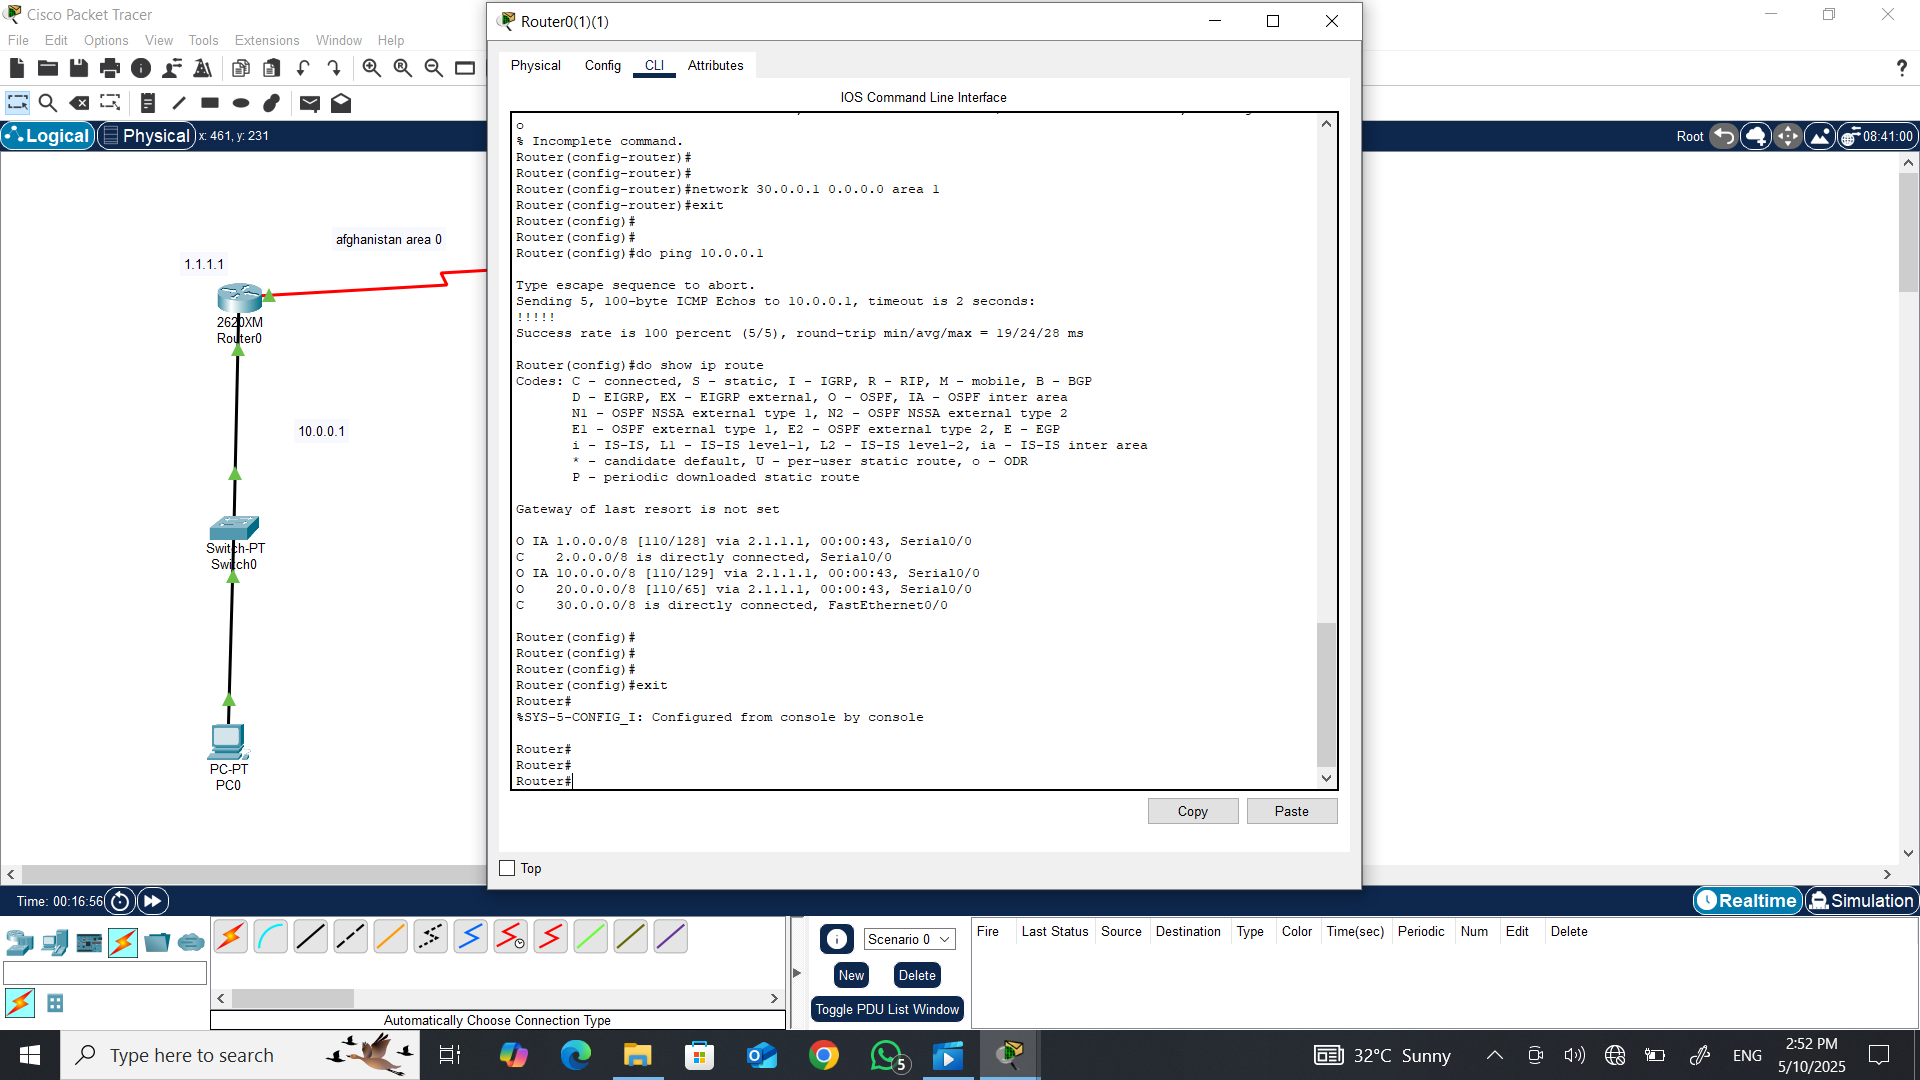 Cisco Packet Tracer
File Edit Options View Tools Extensions Window Help
?
Logical Physical x: 461, y: 231
Root 08:41:00
afghanistan area 0
1.1.1.1
2620XM
Router0
10.0.0.1
Switch-PT
Switch0
PC-PT
PC0
Router0(1)(1)
Physical Config CLI Attributes
IOS Command Line Interface
o
% Incomplete command.
Router(config-router)#
Router(config-router)#
Router(config-router)#network 30.0.0.1 0.0.0.0 area 1
Router(config-router)#exit
Router(config)#
Router(config)#
Router(config)#do ping 10.0.0.1
Type escape sequence to abort.
Sending 5, 100-byte ICMP Echos to 10.0.0.1, timeout is 2 seconds:
!!!!!
Success rate is 100 percent (5/5), round-trip min/avg/max = 19/24/28 ms
Router(config)#do show ip route
Codes: C - connected, S - static, I - IGRP, R - RIP, M - mobile, B - BGP
D - EIGRP, EX - EIGRP external, O - OSPF, IA - OSPF inter area
N1 - OSPF NSSA external type 1, N2 - OSPF NSSA external type 2
E1 - OSPF external type 1, E2 - OSPF external type 2, E - EGP
i - IS-IS, L1 - IS-IS level-1, L2 - IS-IS level-2, ia - IS-IS inter area
* - candidate default, U - per-user static route, o - ODR
P - periodic downloaded static route
Gateway of last resort is not set
O IA 1.0.0.0/8 [110/128] via 2.1.1.1, 00:00:43, Serial0/0
C 2.0.0.0/8 is directly connected, Serial0/0
O IA 10.0.0.0/8 [110/129] via 2.1.1.1, 00:00:43, Serial0/0
O 20.0.0.0/8 [110/65] via 2.1.1.1, 00:00:43, Serial0/0
C 30.0.0.0/8 is directly connected, FastEthernet0/0
Router(config)#
Router(config)#
Router(config)#
Router(config)#exit
Router#
%SYS-5-CONFIG_I: Configured from console by console
Router#
Router#
Router#
Copy Paste
Top
Time: 00:16:56
Realtime Simulation
Automatically Choose Connection Type
Scenario 0
New Delete
Toggle PDU List Window
Fire Last Status Source Destination Type Color Time(sec) Periodic Num Edit Delete
Type here to search
5
32°C Sunny
ENG
2:52 PM
5/10/2025